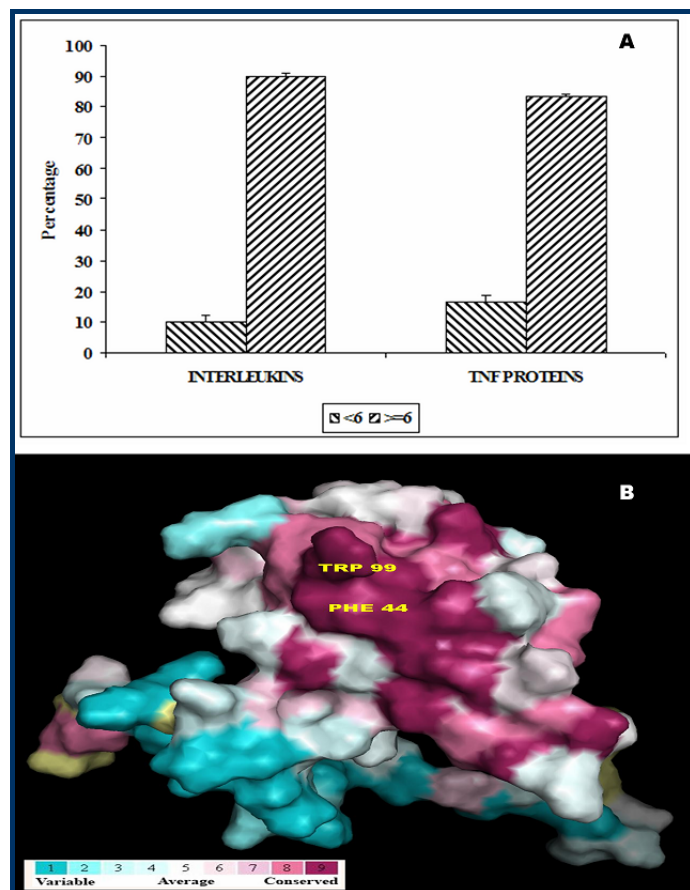 A
100
90
80
70
60
50
40
30
20
10
0
Percentage
INTERLEUKINS TNF PROTEINS
<6 >=6
B
TRP 99
PHE 44
1 2 3 4 5 6 7 8 9
Variable Average Conserved